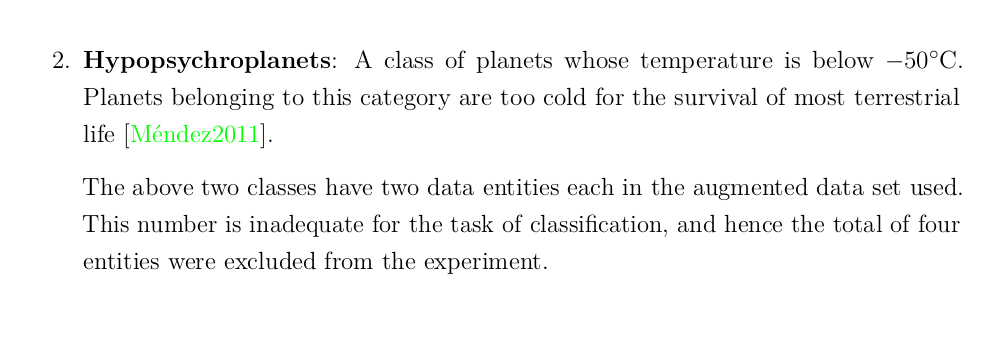 2. Hypopsychroplanets: A class of planets whose temperature is below −50°C.
Planets belonging to this category are too cold for the survival of most terrestrial
life [Méndez2011].
The above two classes have two data entities each in the augmented data set used.
This number is inadequate for the task of classification, and hence the total of four
entities were excluded from the experiment.